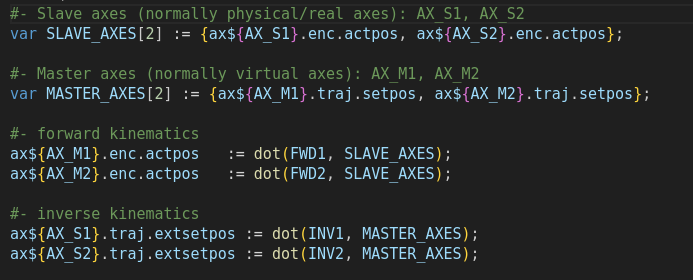 #- Slave axes (normally physical/real axes): AX_S1, AX_S2
var SLAVE_AXES[2] := {ax${AX_S1}.enc.actpos, ax${AX_S2}.enc.actpos};
#- Master axes (normally virtual axes): AX_M1, AX_M2
var MASTER_AXES[2] := {ax${AX_M1}.traj.setpos, ax${AX_M2}.traj.setpos};
#- forward kinematics
ax${AX_M1}.enc.actpos   := dot(FWD1, SLAVE_AXES);
ax${AX_M2}.enc.actpos   := dot(FWD2, SLAVE_AXES);
#- inverse kinematics
ax${AX_S1}.traj.extsetpos := dot(INV1, MASTER_AXES);
ax${AX_S2}.traj.extsetpos := dot(INV2, MASTER_AXES);